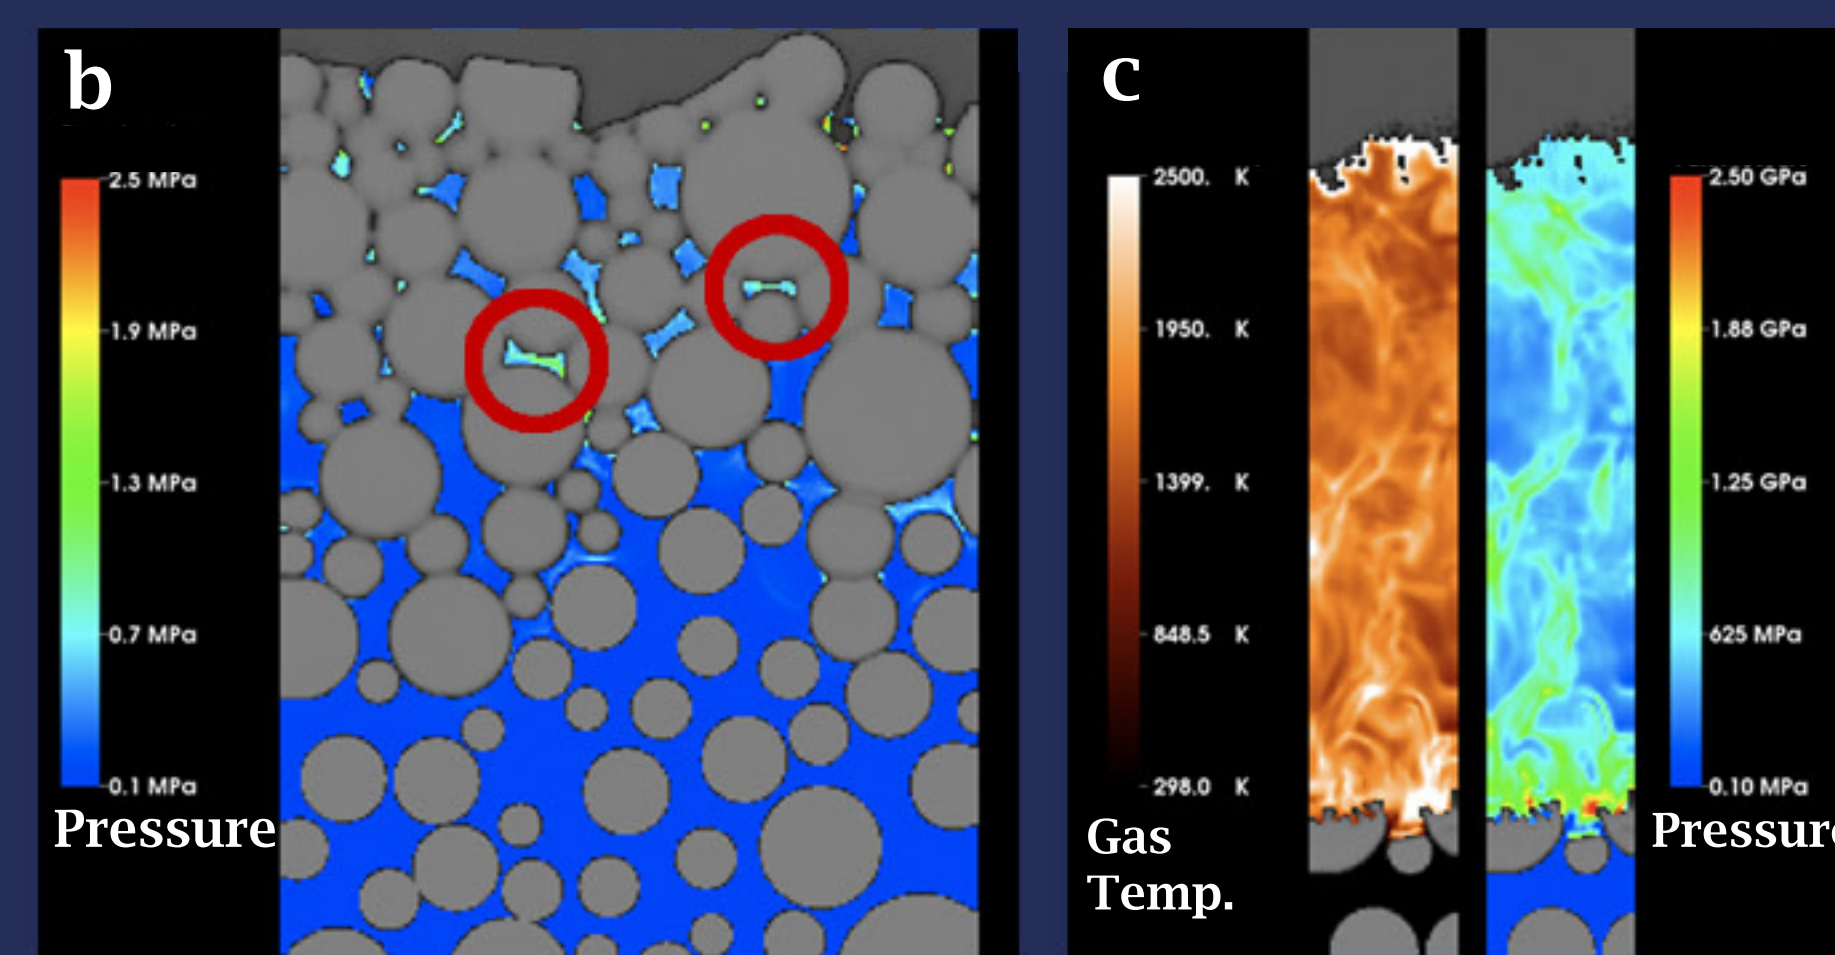 b
2.5 MPa
1.9 MPa
1.3 MPa
0.7 MPa
0.1 MPa
Pressure
c
2500. K
1950. K
1399. K
848.5 K
298.0 K
Gas
Temp.
2.50 GPa
1.88 GPa
1.25 GPa
625 MPa
0.10 MPa
Pressure